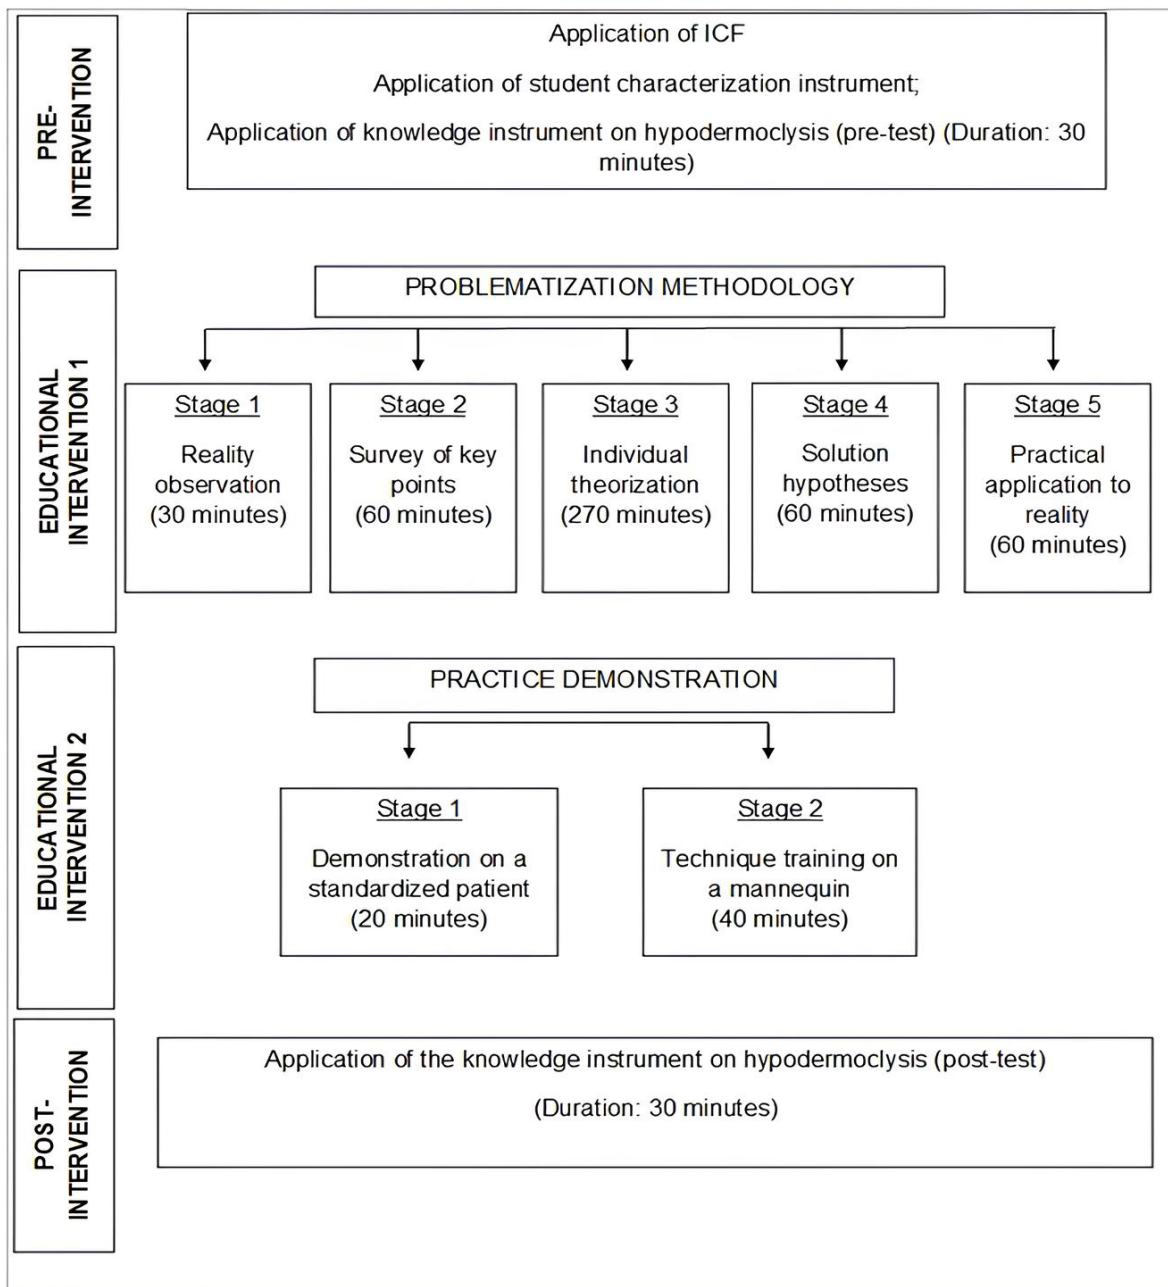 PRE-
INTERVENTION
Application of ICF
Application of student characterization instrument;
Application of knowledge instrument on hypodermoclysis (pre-test) (Duration: 30
minutes)
EDUCATIONAL
INTERVENTION 1
PROBLEMATIZATION METHODOLOGY
Stage 1
Reality
observation
(30 minutes)
Stage 2
Survey of key
points
(60 minutes)
Stage 3
Individual
theorization
(270 minutes)
Stage 4
Solution
hypotheses
(60 minutes)
Stage 5
Practical
application to
reality
(60 minutes)
EDUCATIONAL
INTERVENTION 2
PRACTICE DEMONSTRATION
Stage 1
Demonstration on a
standardized patient
(20 minutes)
Stage 2
Technique training on
a mannequin
(40 minutes)
POST-
INTERVENTION
Application of the knowledge instrument on hypodermoclysis (post-test)
(Duration: 30 minutes)